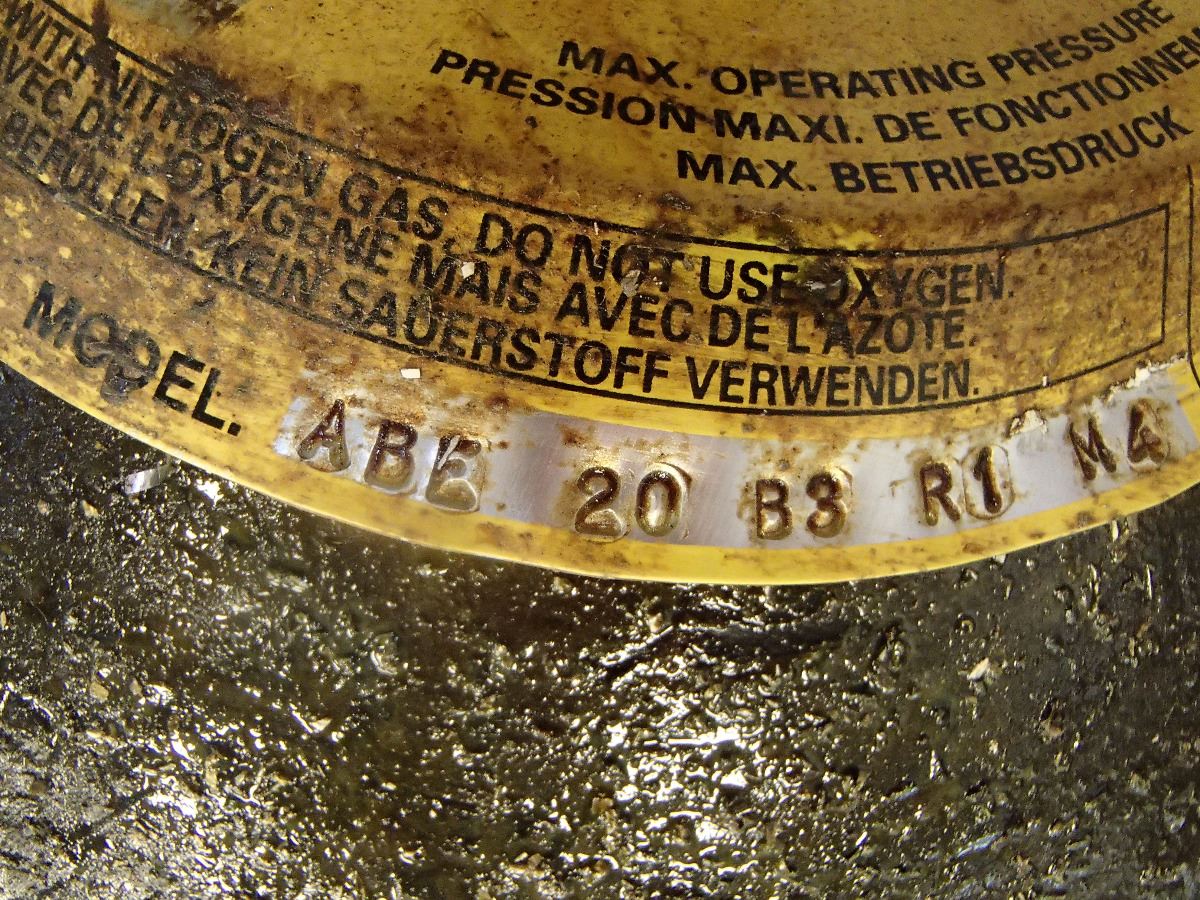 MAX. OPERATING PRESSURE
PRESSION MAXI. DE FONCTIONNEM
MAX. BETRIEBSDRUCK
WITH NITROGEN GAS, DO NOT USE OXYGEN.
AVEC DE L'OXYGENE MAIS AVEC DE L'AZOTE.
BEFÜLLEN. KEIN SAUERSTOFF VERWENDEN.
MODEL. ABE 20 B3 R1 M4